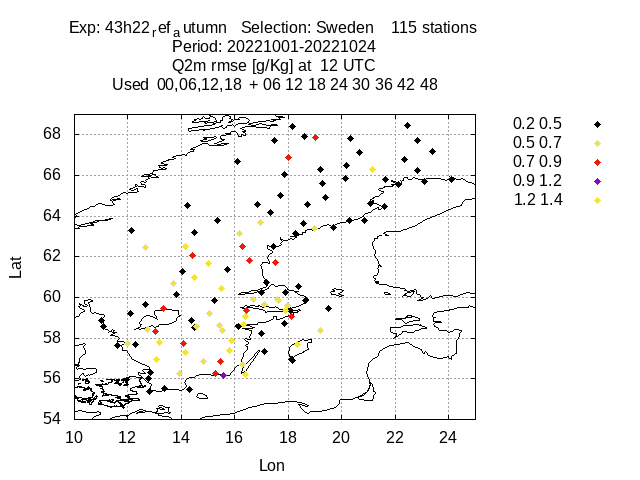 Exp: 43h22refautumn Selection: Sweden 115 stations
Period: 20221001-20221024
Q2m rmse [g/Kg] at 12 UTC
Used 00,06,12,18 + 06 12 18 24 30 36 42 48
0.2 0.5
0.5 0.7
0.7 0.9
0.9 1.2
1.2 1.4
68
66
64
62
60
58
56
54
Lat
10 12 14 16 18 20 22 24
Lon